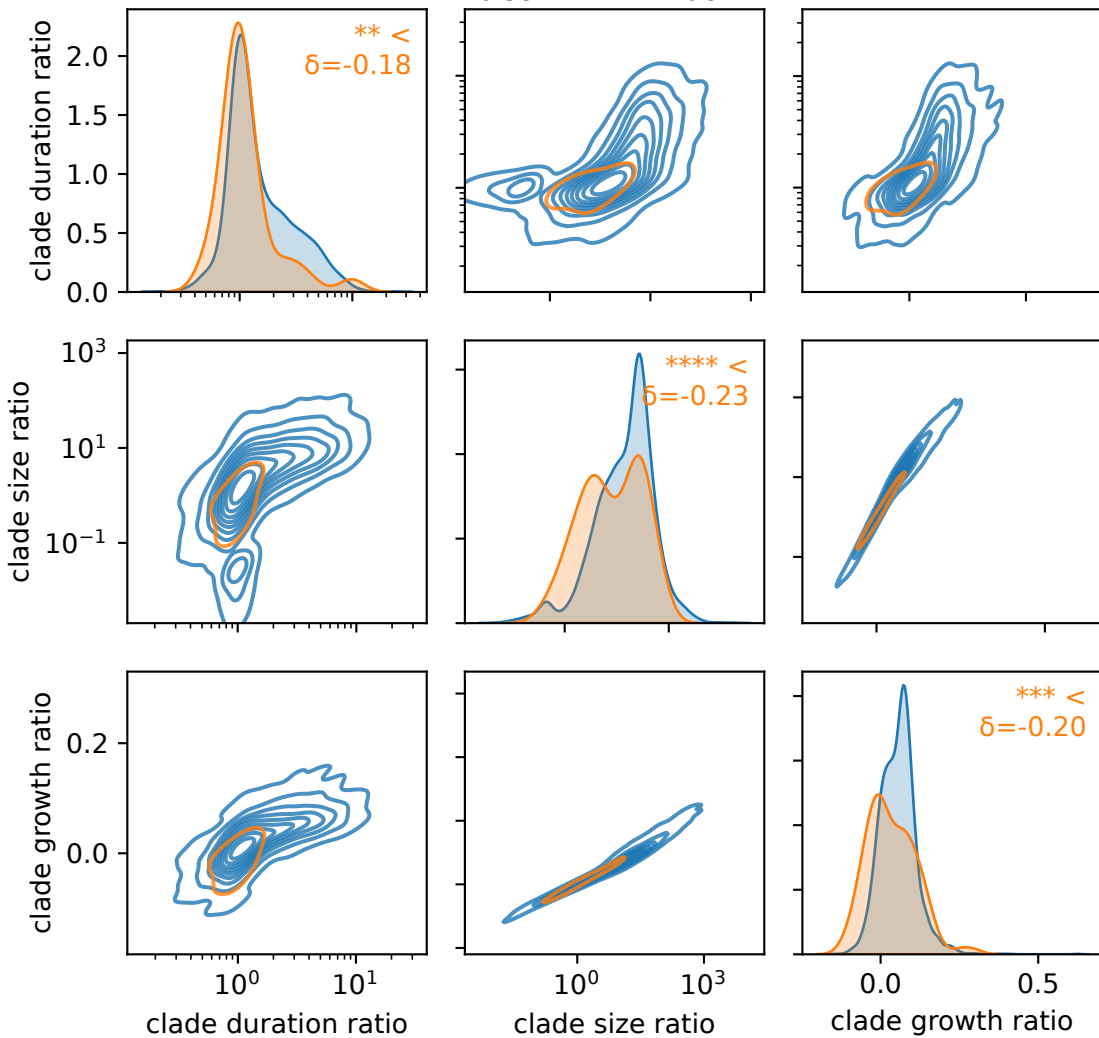 clade duration ratio
2.0
1.5
1.0
0.5
0.0
** <
δ=-0.18
clade size ratio
10³
10¹
10⁻¹
**** <
δ=-0.23
clade growth ratio
0.2
0.0
*** <
δ=-0.20
10⁰ 10¹
10⁰ 10³
0.0 0.5
clade duration ratio
clade size ratio
clade growth ratio